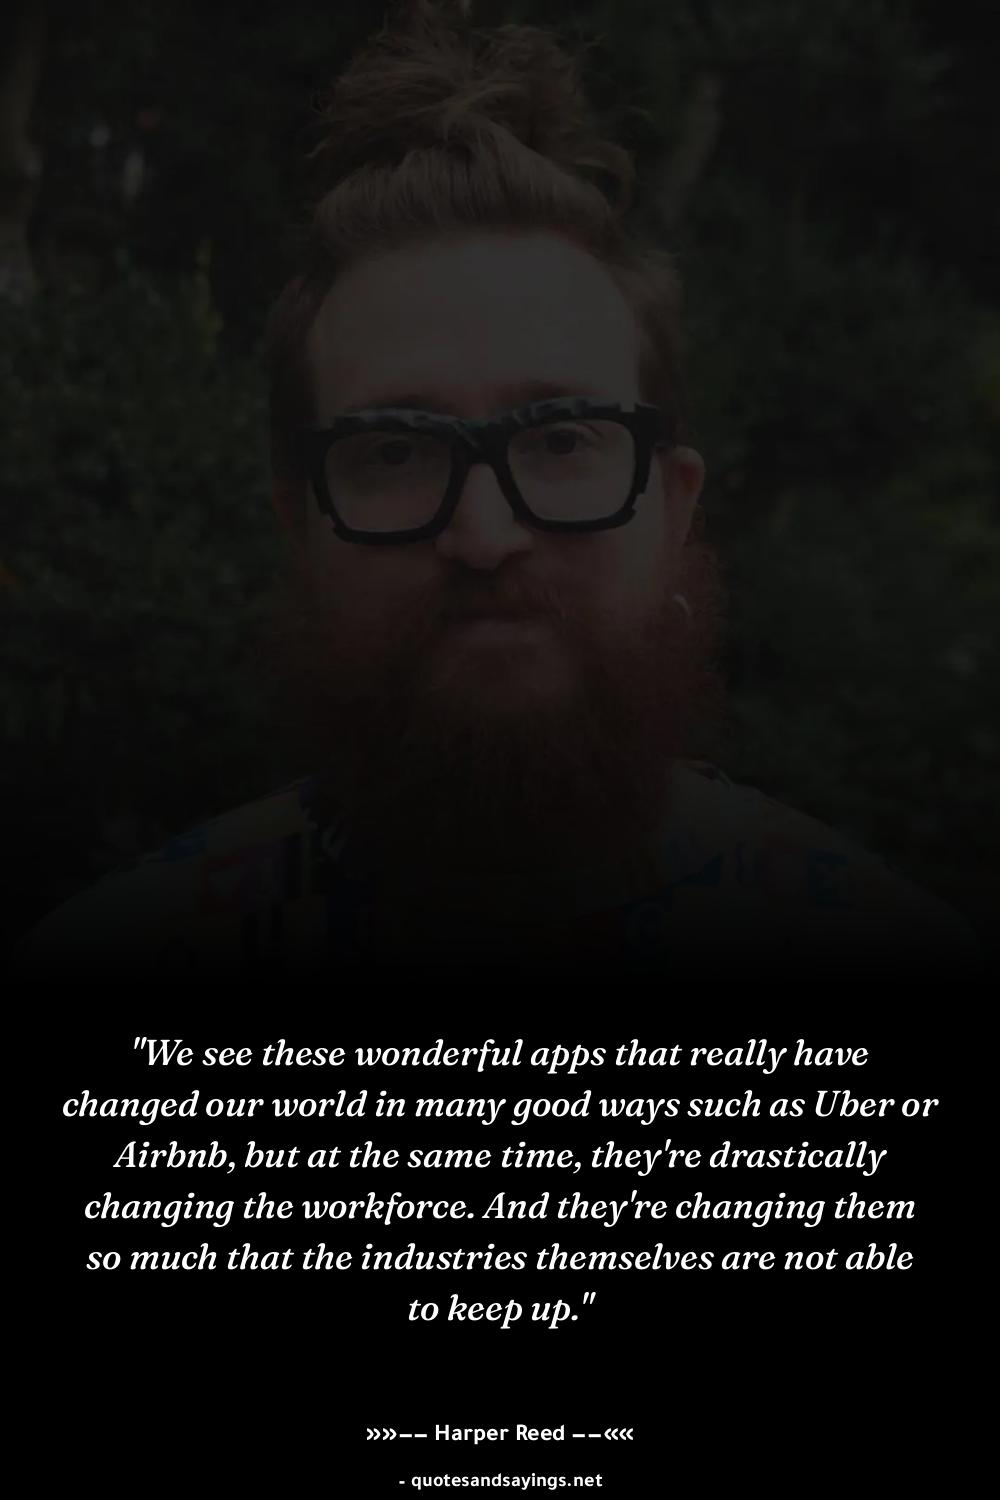 "We see these wonderful apps that really have
changed our world in many good ways such as Uber or
Airbnb, but at the same time, they're drastically
changing the workforce. And they're changing them
so much that the industries themselves are not able
to keep up."
»»–– Harper Reed ––««
- quotesandsayings.net